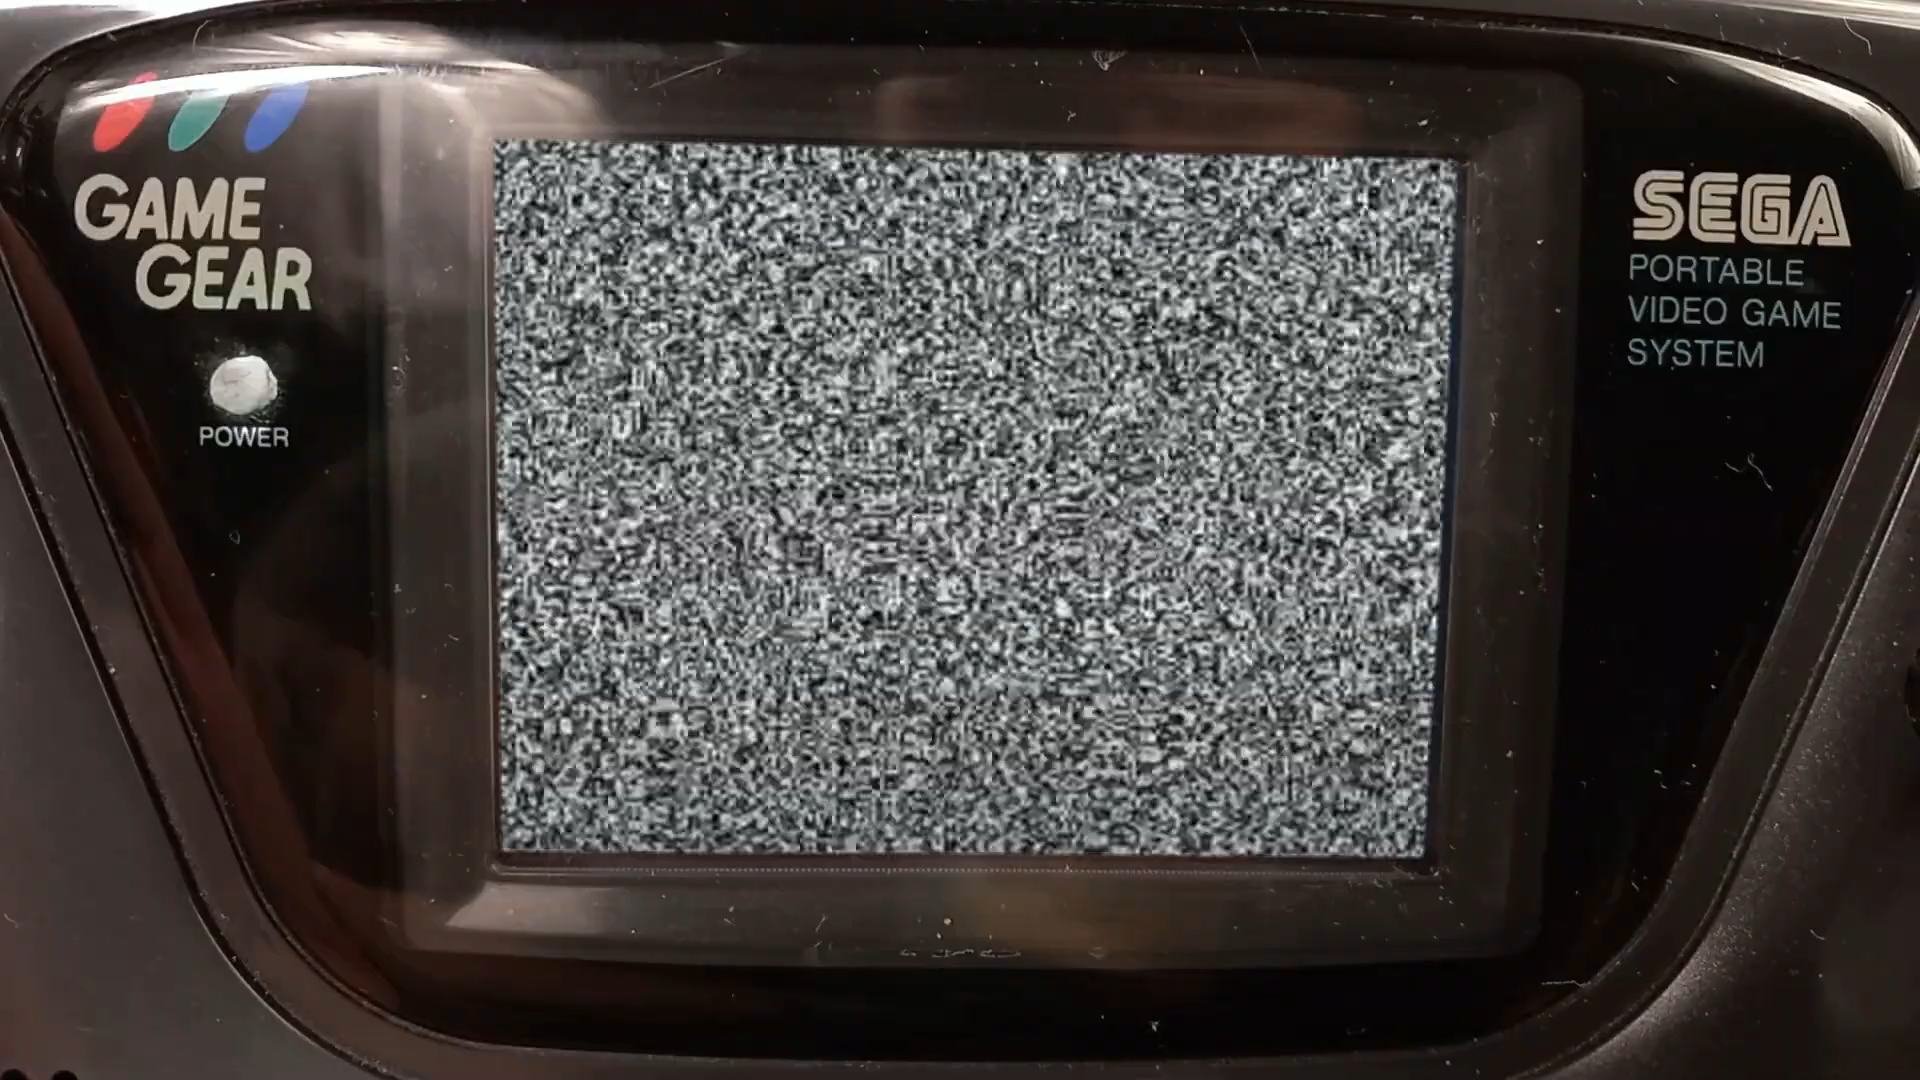 GAME
GEAR
POWER
SEGA
PORTABLE
VIDEO GAME
SYSTEM